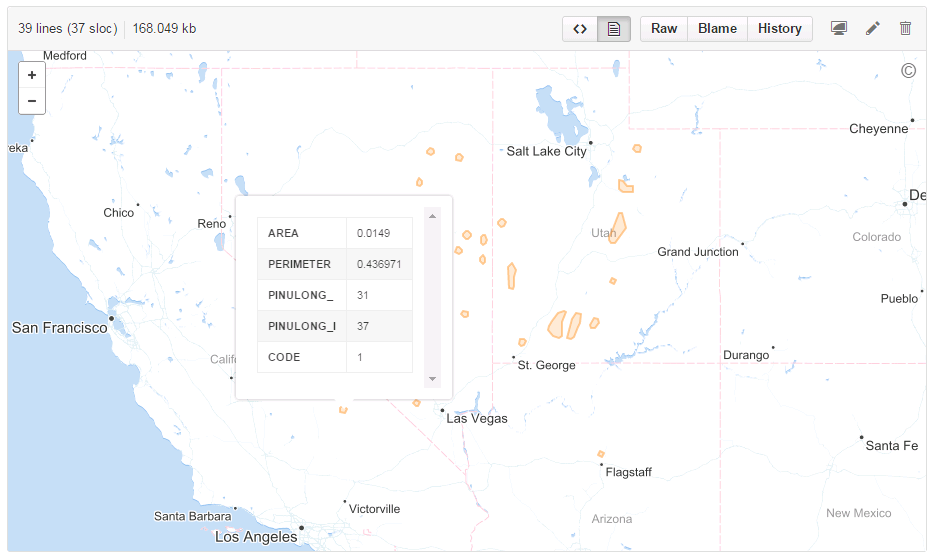 39 lines (37 sloc) 168.049 kb
Raw Blame History
Medford
+
−
©
Cheyenne
eka
Salt Lake City
De
Chico
Reno
Utah
Colorado
Grand Junction
AREA 0.0149
PERIMETER 0.436971
PINULONG_ 31
PINULONG_I 37
CODE 1
Pueblo
San Francisco
Califo
Durango
St. George
Las Vegas
Santa Fe
Flagstaff
Victorville
Santa Barbara
New Mexico
Arizona
Los Angeles